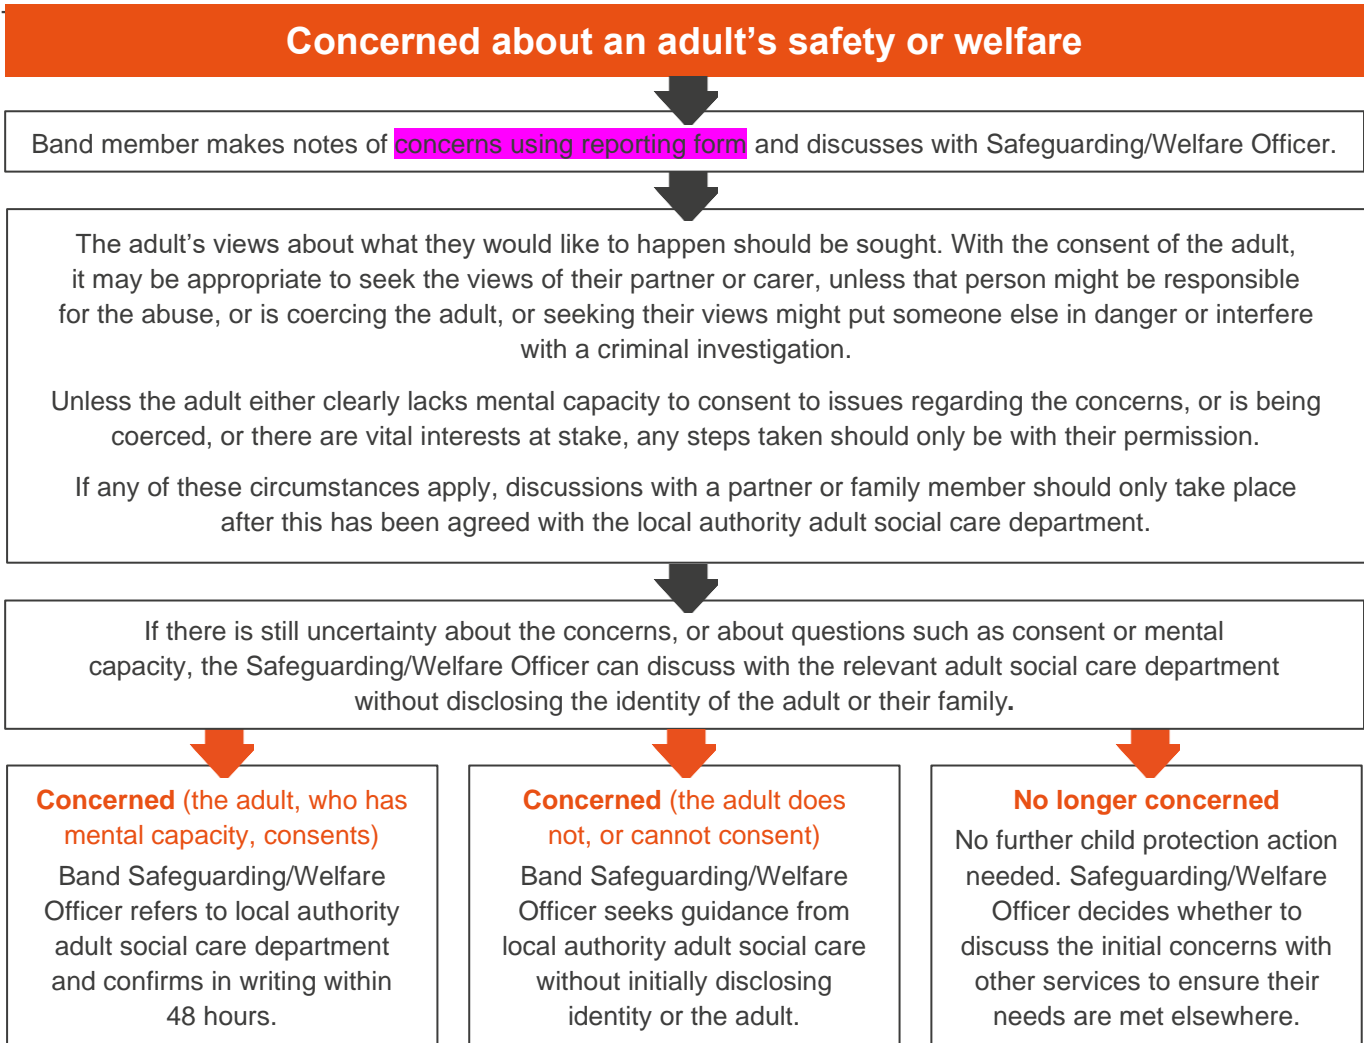 Concerned about an adult’s safety or welfare
Band member makes notes of concerns using reporting form and discusses with Safeguarding/Welfare Officer.
The adult’s views about what they would like to happen should be sought. With the consent of the adult,
it may be appropriate to seek the views of their partner or carer, unless that person might be responsible
for the abuse, or is coercing the adult, or seeking their views might put someone else in danger or interfere
with a criminal investigation.
Unless the adult either clearly lacks mental capacity to consent to issues regarding the concerns, or is being
coerced, or there are vital interests at stake, any steps taken should only be with their permission.
If any of these circumstances apply, discussions with a partner or family member should only take place
after this has been agreed with the local authority adult social care department.
If there is still uncertainty about the concerns, or about questions such as consent or mental
capacity, the Safeguarding/Welfare Officer can discuss with the relevant adult social care department
without disclosing the identity of the adult or their family.
Concerned (the adult, who has
mental capacity, consents)
Band Safeguarding/Welfare
Officer refers to local authority
adult social care department
and confirms in writing within
48 hours.
Concerned (the adult does
not, or cannot consent)
Band Safeguarding/Welfare
Officer seeks guidance from
local authority adult social care
without initially disclosing
identity or the adult.
No longer concerned
No further child protection action
needed. Safeguarding/Welfare
Officer decides whether to
discuss the initial concerns with
other services to ensure their
needs are met elsewhere.